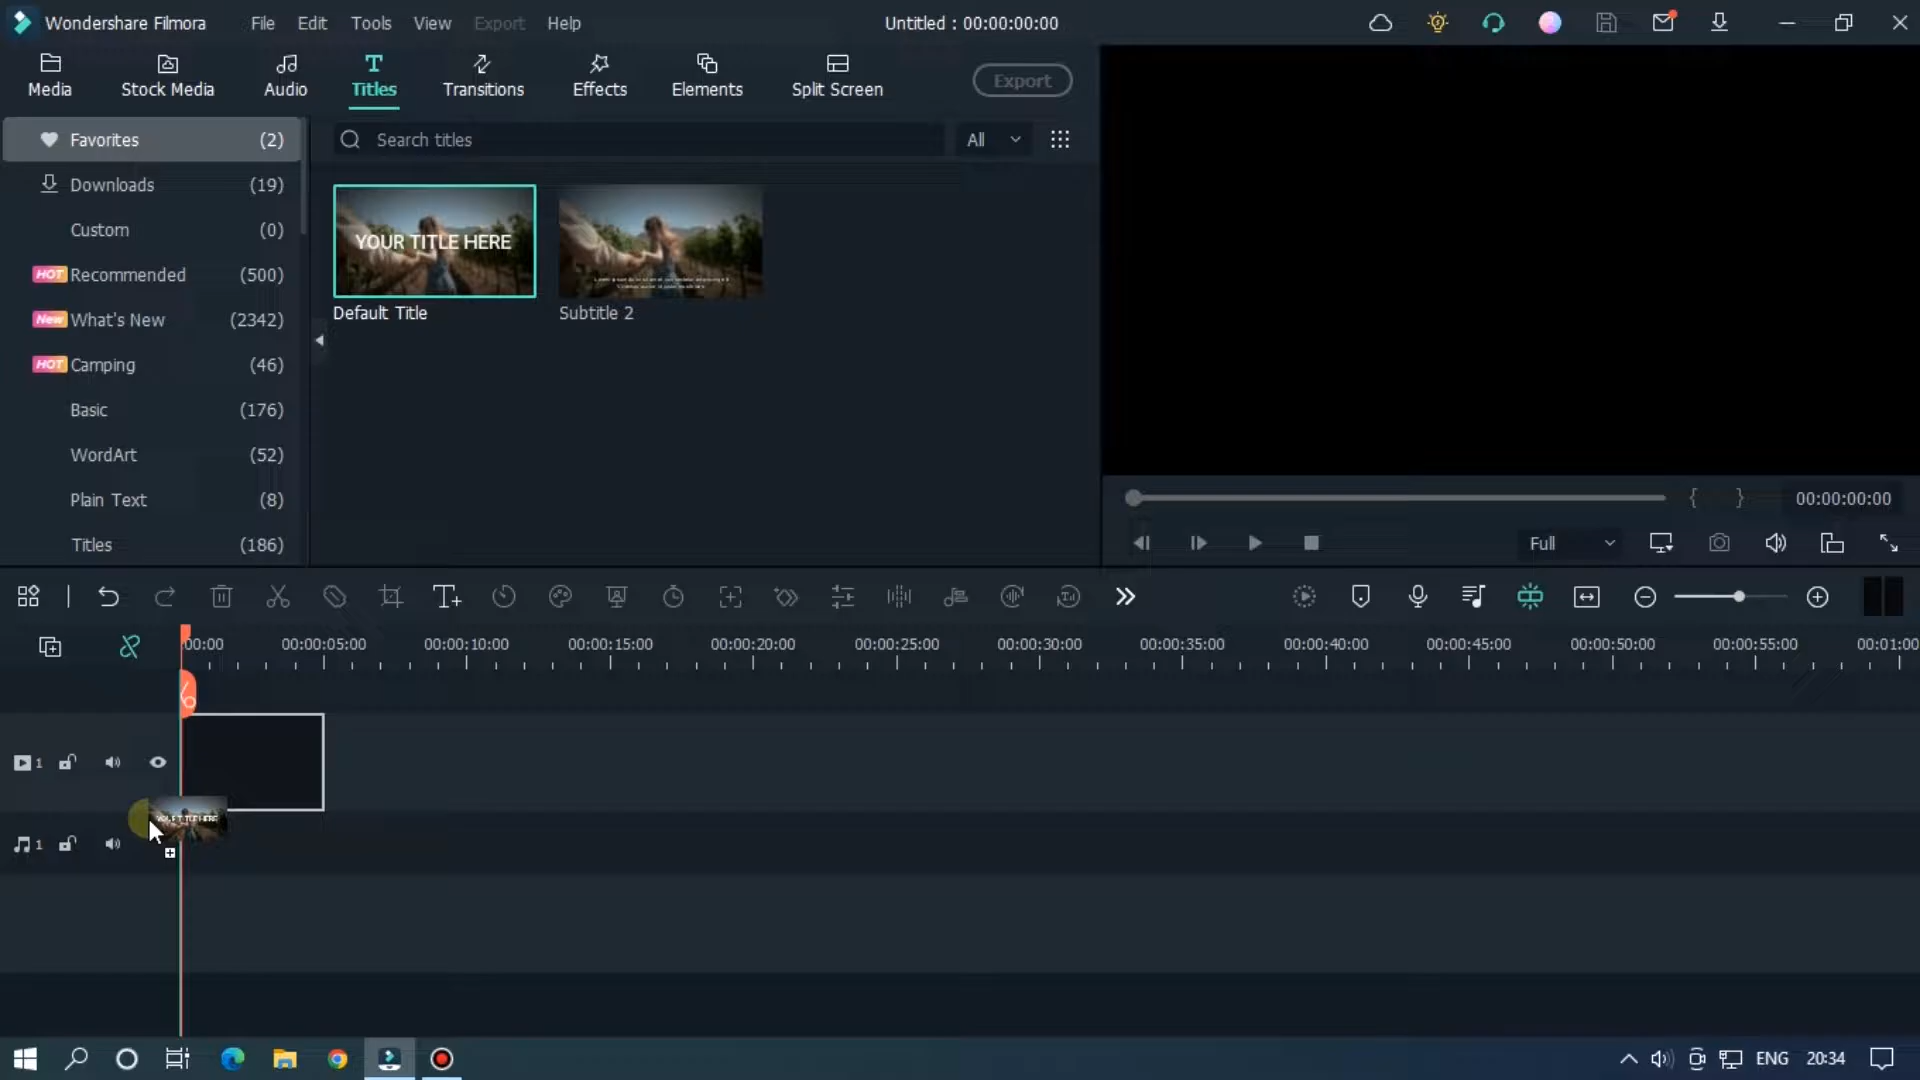 Wondershare Filmora
File
Edit
Tools
View
Export
Help
Untitled : 00:00:00:00
Media
Stock Media
Audio
Titles
Transitions
Effects
Elements
Split Screen
Export
Favorites (2)
Search titles
All
Downloads (19)
Custom (0)
HOT Recommended (500)
New What's New (2342)
HOT Camping (46)
Basic (176)
WordArt (52)
Plain Text (8)
Titles (186)
YOUR TITLE HERE
Default Title
Subtitle 2
{ }
00:00:00:00
Full
:00:00
00:00:05:00
00:00:10:00
00:00:15:00
00:00:20:00
00:00:25:00
00:00:30:00
00:00:35:00
00:00:40:00
00:00:45:00
00:00:50:00
00:00:55:00
00:01:00
1
YOUR TITLE HERE
1
ENG
20:34